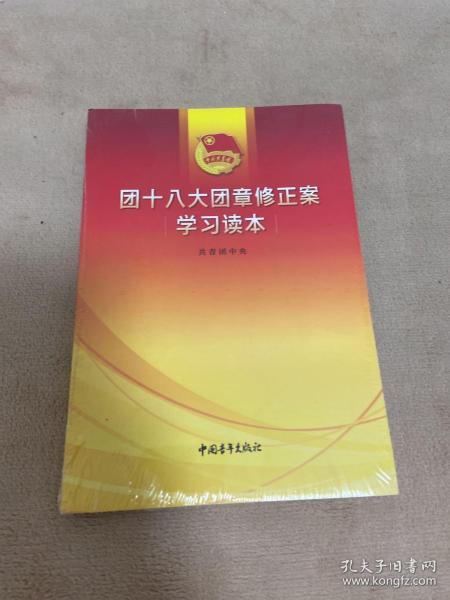 团十八大团章修正案
学习读本
共青团中央
中国青年出版社
孔夫子旧书网
www.kongfz.com